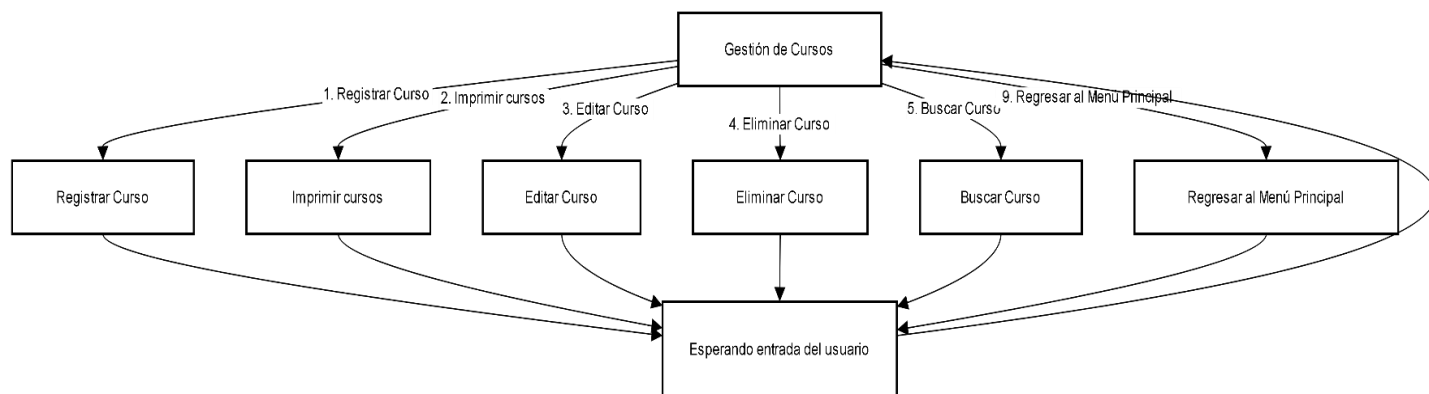 Gestión de Cursos
1. Registrar Curso
2. Imprimir cursos
3. Editar Curso
4. Eliminar Curso
5. Buscar Curso
9. Regresar al Menú Principal
Registrar Curso
Imprimir cursos
Editar Curso
Eliminar Curso
Buscar Curso
Regresar al Menú Principal
Esperando entrada del usuario